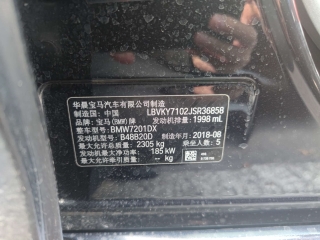 华晨宝马汽车有限公司制造
制造国：中国 LBVKY7102JSR36858
品牌：宝马(BMW)牌 发动机排量：1998 mL
整车型号：BMW7201DX
发动机型号：B48B20D 制造年月：2018-08
最大允许总质量：2305 kg 乘坐人数：5
发动机最大净功率：185 kW
最大允许牵引质量：-- kg